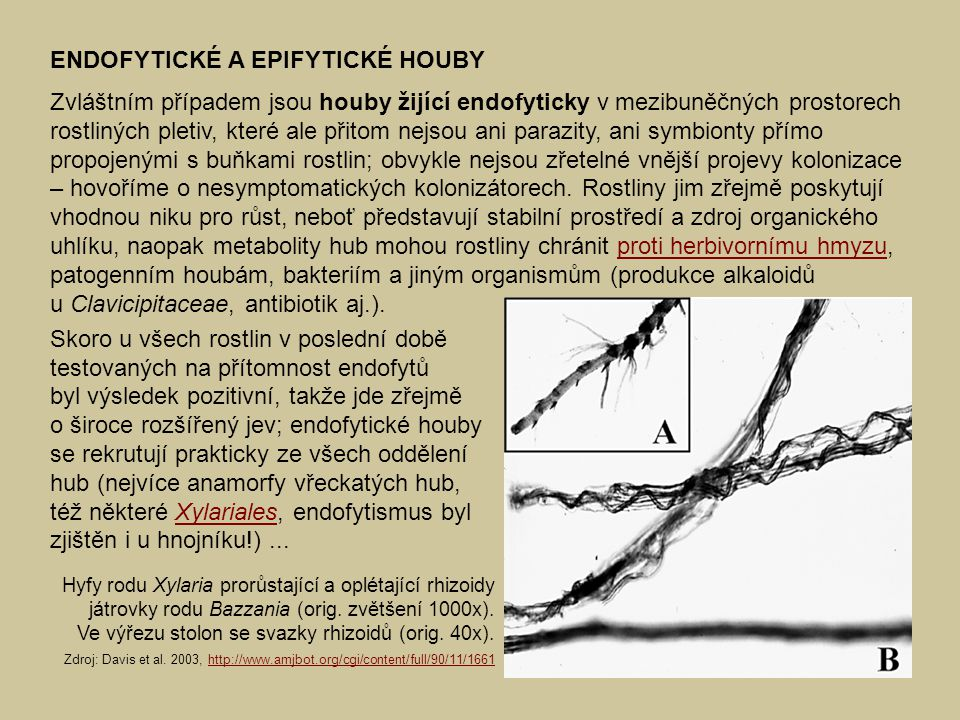 ENDOFYTICKÉ A EPIFYTICKÉ HOUBY
Zvláštním případem jsou houby žijící endofyticky v mezibuněčných prostorech
rostliných pletiv, které ale přitom nejsou ani parazity, ani symbionty přímo
propojenými s buňkami rostlin; obvykle nejsou zřetelné vnější projevy kolonizace
– hovoříme o nesymptomatických kolonizátorech. Rostliny jim zřejmě poskytují
vhodnou niku pro růst, neboť představují stabilní prostředí a zdroj organického
uhlíku, naopak metabolity hub mohou rostliny chránit proti herbivornímu hmyzu,
patogenním houbám, bakteriím a jiným organismům (produkce alkaloidů
u Clavicipitaceae, antibiotik aj.).
Skoro u všech rostlin v poslední době
testovaných na přítomnost endofytů
byl výsledek pozitivní, takže jde zřejmě
o široce rozšířený jev; endofytické houby
se rekrutují prakticky ze všech oddělení
hub (nejvíce anamorfy vřeckatých hub,
též některé Xylariales, endofytismus byl
zjištěn i u hnojníku!) ...
Hyfy rodu Xylaria prorůstající a oplétající rhizoidy
játrovky rodu Bazzania (orig. zvětšení 1000x).
Ve výřezu stolon se svazky rhizoidů (orig. 40x).
Zdroj: Davis et al. 2003, http://www.amjbot.org/cgi/content/full/90/11/1661
A
B